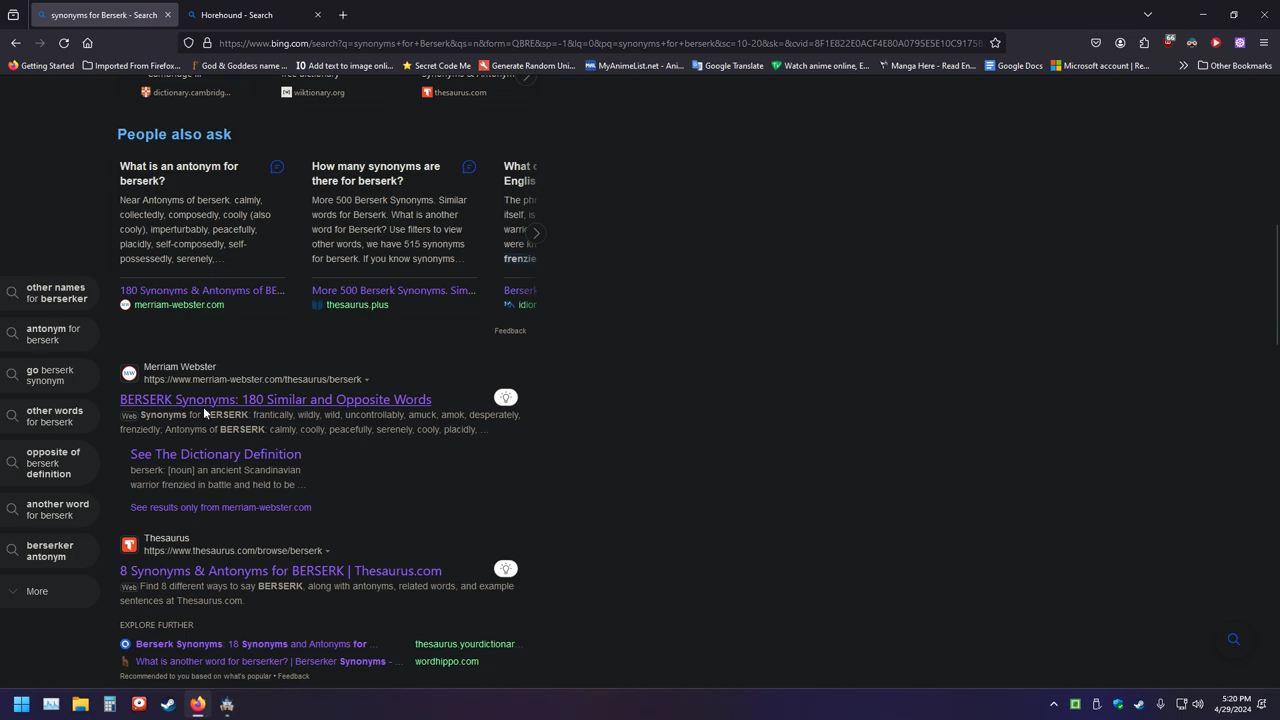 synonyms for Berserk - Search
Horehound - Search
https://www.bing.com/search?q=synonyms+for+Berserk&qs=n&form=QBRE&sp=-1&lq=0&pq=synonyms+for+berserk&sc=10-20&sk=&cvid=8F1E822E0ACF4E80A0795E5E10C9175B
Getting Started
Imported From Firefox...
God & Goddess name ...
Add text to image onl...
Secret Code Me
Generate Random Uni...
MyAnimeList.net - Ani...
Google Translate
Watch anime online, E...
Manga Here - Read En...
Google Docs
Microsoft account | Re...
Other Bookmarks
dictionary.cambridg...
wiktionary.org
thesaurus.com
People also ask
What is an antonym for
berserk?
Near Antonyms of berserk. calmly,
collectedly, composedly, cooly (also
cooly), imperturbably, peacefully,
placidly, self-composedly, self-
possessedly, serenely,...
180 Synonyms & Antonyms of BE...
merriam-webster.com
How many synonyms are
there for berserk?
More 500 Berserk Synonyms. Similar
words for Berserk. What is another
word for Berserk? Use filters to view
other words, we have 515 synonyms
for berserk. If you know synonyms...
More 500 Berserk Synonyms. Sim...
thesaurus.plus
What
Englis
The ph
itself, is
warri
were k
frenzie
Berser
idio
Feedback
other names
for berserker
antonym for
berserk
go berserk
synonym
other words
for berserk
opposite of
berserk
definition
another word
for berserk
berserker
antonym
More
Merriam Webster
https://www.merriam-webster.com/thesaurus/berserk
BERSERK Synonyms: 180 Similar and Opposite Words
Web Synonyms for BERSERK: frantically, wildly, wild, uncontrollably, amuck, amok, desperately,
frenziedly; Antonyms of BERSERK: calmly, coolly, peacefully, serenely, cooly, placidly, ...
See The Dictionary Definition
berserk: [noun] an ancient Scandinavian
warrior frenzied in battle and held to be ...
See results only from merriam-webster.com
Thesaurus
https://www.thesaurus.com/browse/berserk
8 Synonyms & Antonyms for BERSERK | Thesaurus.com
Web Find 8 different ways to say BERSERK, along with antonyms, related words, and example
sentences at Thesaurus.com.
EXPLORE FURTHER
Berserk Synonyms: 18 Synonyms and Antonyms for ...
thesaurus.yourdictionar...
What is another word for berserker? | Berserker Synonyms - ...
wordhippo.com
Recommended to you based on what's popular • Feedback
5:20 PM
4/29/2024